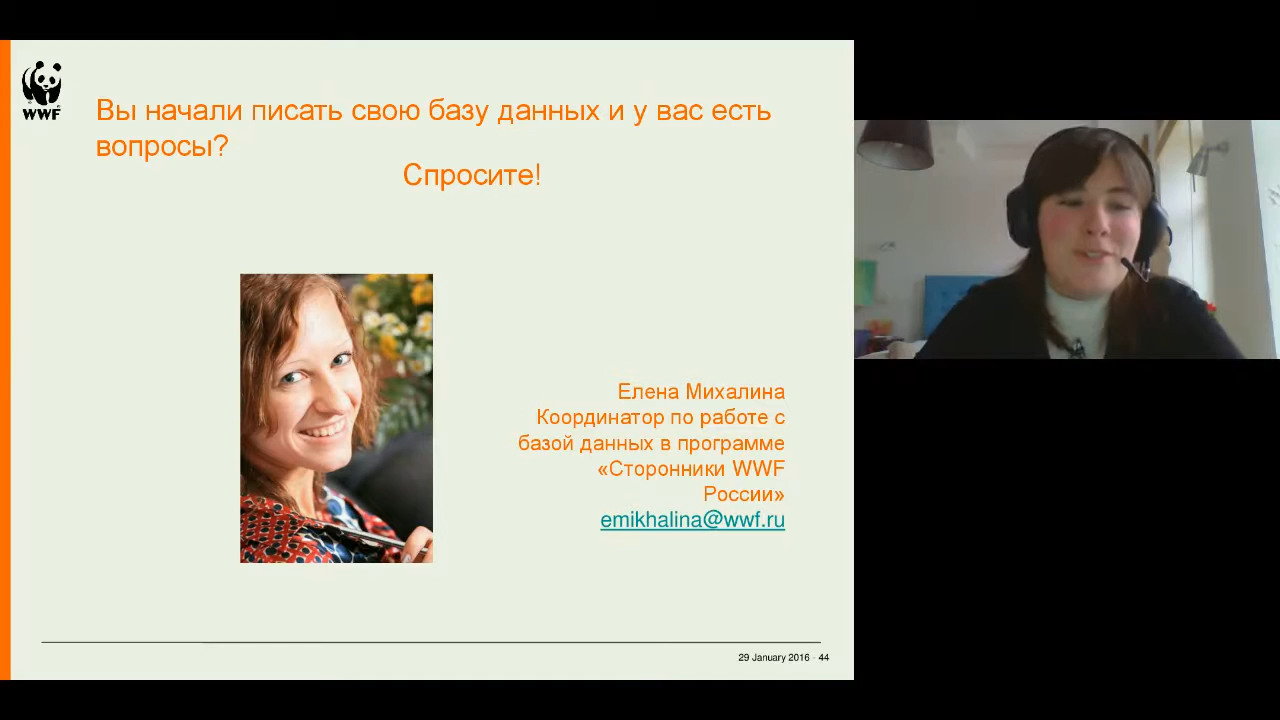 WWF
Вы начали писать свою базу данных и у вас есть
вопросы?
Спросите!
Елена Михалина
Координатор по работе с
базой данных в программе
«Сторонники WWF
России»
emikhalina@wwf.ru
29 January 2016 - 44